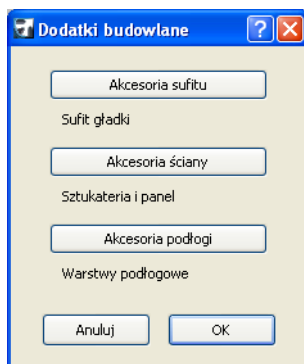 Dodatki budowlane
Akcesoria sufitu
Sufit gładki
Akcesoria ściany
Sztukateria i panel
Akcesoria podłogi
Warstwy podłogowe
Anuluj OK